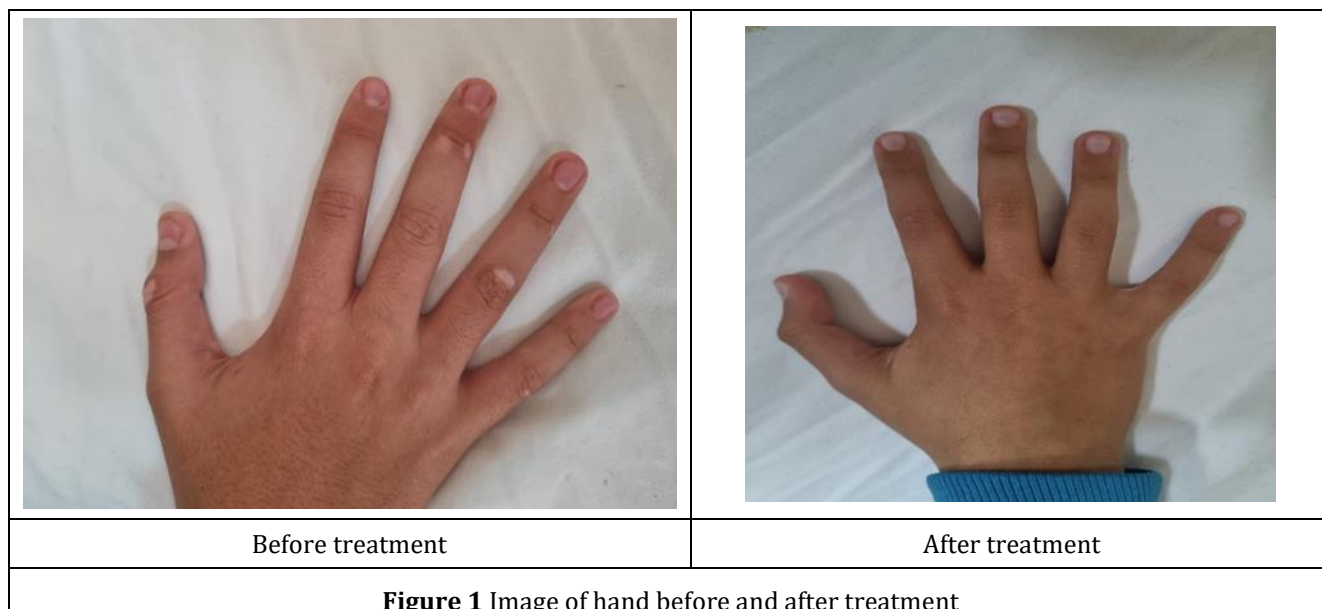 Before treatment
After treatment
Figure 1 Image of hand before and after treatment